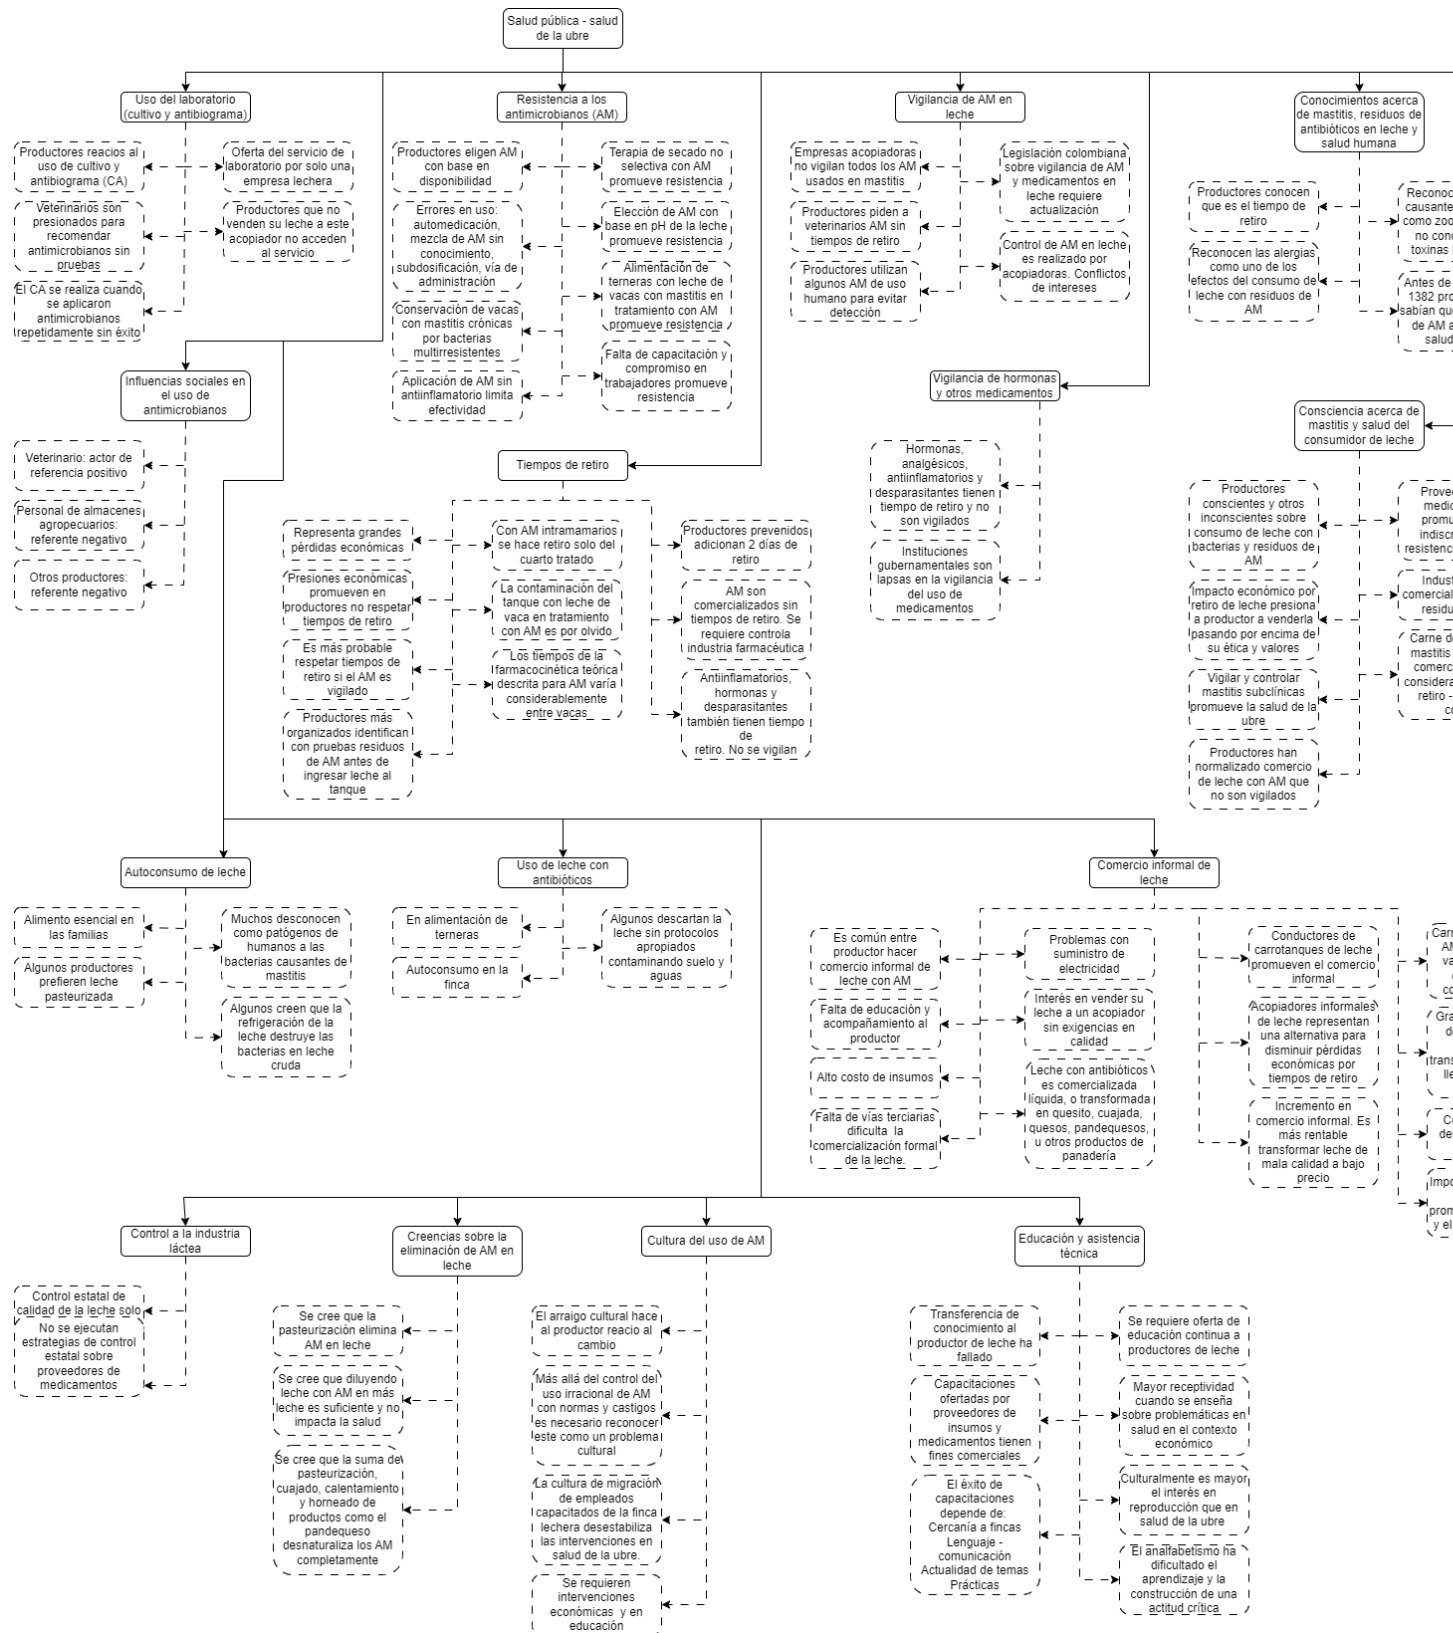 Salud pública - salud
de la ubre
Uso del laboratorio
(cultivo y antibiograma)
Productores reacios al
uso de cultivo y
antibiograma (CA)
Veterinarios son
presionados para
recomendar
antimicrobianos sin
pruebas
El CA se realiza cuando
se aplicaron
antimicrobianos
repetidamente sin éxito
Oferta del servicio de
laboratorio por solo una
empresa lechera
Productores que no
venden su leche a este
acopiador no acceden
al servicio
Resistencia a los
antimicrobianos (AM)
Productores eligen AM
con base en
disponibilidad
Errores en uso:
automedicación,
mezcla de AM sin
conocimiento,
subdosificación, vía de
administración
Conservación de vacas
con mastitis crónicas
por bacterias
multirresistentes
Aplicación de AM sin
antiinflamatorio limita
efectividad
Terapia de secado no
selectiva con AM
promueve resistencia
Elección de AM con
base en pH de la leche
promueve resistencia
Alimentación de
terneras con leche de
vacas con mastitis en
tratamiento con AM
promueve resistencia
Falta de capacitación y
compromiso en
trabajadores promueve
resistencia
Vigilancia de AM en
leche
Empresas acopiadoras
no vigilan todos los AM
usados en mastitis
Productores piden a
veterinarios AM sin
tiempos de retiro
Productores utilizan
algunos AM de uso
humano para evitar
detección
Legislación colombiana
sobre vigilancia de AM
y medicamentos en
leche requiere
actualización
Control de AM en leche
es realizado por
acopiadoras. Conflictos
de intereses
Conocimientos acerca
de mastitis, residuos de
antibióticos en leche y
salud humana
Productores conocen
que es el tiempo de
retiro
Reconocen las alergias
como uno de los
efectos del consumo de
leche con residuos de
AM
Reconoc
causante
como zoo
no cono
toxinas
Antes de
1382 pro
sabían que
de AM a
salud
Influencias sociales en
el uso de
antimicrobianos
Veterinario: actor de
referencia positivo
Personal de almacenes
agropecuarios:
referente negativo
Otros productores:
referente negativo
Tiempos de retiro
Representa grandes
pérdidas económicas
Presiones económicas
promueven en
productores no respetar
tiempos de retiro
Es más probable
respetar tiempos de
retiro si el AM es
vigilado
Productores más
organizados identifican
con pruebas residuos
de AM antes de
ingresar leche al
tanque
Con AM intramamarios
se hace retiro solo del
cuarto tratado
La contaminación del
tanque con leche de
vaca en tratamiento
con AM es por olvido
Los tiempos de la
farmacocinética teórica
descrita para AM varía
considerablemente
entre vacas
Productores prevenidos
adicionan 2 días de
retiro
AM son
comercializados sin
tiempos de retiro. Se
requiere controla
industria farmacéutica
Antiinflamatorios,
hormonas y
desparasitantes
también tienen tiempo
de
retiro. No se vigilan
Vigilancia de hormonas
y otros medicamentos
Hormonas,
analgésicos,
antiinflamatorios y
desparasitantes tienen
tiempo de retiro y no
son vigilados
Instituciones
gubernamentales son
lapsas en la vigilancia
del uso de
medicamentos
Consciencia acerca de
mastitis y salud del
consumidor de leche
Productores
conscientes y otros
inconscientes sobre
consumo de leche con
bacterias y residuos de
AM
Impacto económico por
retiro de leche presiona
a productor a venderla
pasando por encima de
su ética y valores
Vigilar y controlar
mastitis subclínicas
promueve la salud de la
ubre
Productores han
normalizado comercio
de leche con AM que
no son vigilados
Prove
medic
promu
indiscr
resistenc
Indust
comercial
residu
Carne de
mastitis
comerc
considera
retiro -
co
Autoconsumo de leche
Alimento esencial en
las familias
Algunos productores
prefieren leche
pasteurizada
Muchos desconocen
como patógenos de
humanos a las
bacterias causantes de
mastitis
Algunos creen que la
refrigeración de la
leche destruye las
bacterias en leche
cruda
Uso de leche con
antibióticos
En alimentación de
terneras
Autoconsumo en la
finca
Algunos descartan la
leche sin protocolos
apropiados
contaminando suelo y
aguas
Comercio informal de
leche
Es común entre
productor hacer
comercio informal de
leche con AM
Falta de educación y
acompañamiento al
productor
Alto costo de insumos
Falta de vías terciarias
dificulta la
comercialización formal
de la leche.
Problemas con
suministro de
electricidad
Interés en vender su
leche a un acopiador
sin exigencias en
calidad
Leche con antibióticos
es comercializada
líquida, o transformada
en quesito, cuajada,
quesos, pandequesos,
u otros productos de
panadería
Conductores de
carrotanques de leche
promueven el comercio
informal
Acopiadores informales
de leche representan
una alternativa para
disminuir pérdidas
económicas por
tiempos de retiro
Incremento en
comercio informal. Es
más rentable
transformar leche de
mala calidad a bajo
precio
Carn
AM
va
co
Gra
de
trans
lle
Cu
de
Impo
pron
y el
Control a la industria
láctea
Control estatal de
calidad de la leche solo
No se ejecutan
estrategias de control
estatal sobre
proveedores de
medicamentos
Creencias sobre la
eliminación de AM en
leche
Se cree que la
pasteurización elimina
AM en leche
Se cree que diluyendo
leche con AM en más
leche es suficiente y no
impacta la salud
Se cree que la suma de
pasteurización,
cuajado, calentamiento
y horneado de
productos como el
pandequeso
desnaturaliza los AM
completamente
Cultura del uso de AM
El arraigo cultural hace
al productor reacio al
cambio
Más allá del control del
uso irracional de AM
con normas y castigos
es necesario reconocer
este como un problema
cultural
La cultura de migración
de empleados
capacitados de la finca
lechera desestabiliza
las intervenciones en
salud de la ubre.
Se requieren
intervenciones
económicas y en
educación
Educación y asistencia
técnica
Transferencia de
conocimiento al
productor de leche ha
fallado
Capacitaciones
ofertadas por
proveedores de
insumos y
medicamentos tienen
fines comerciales
El éxito de
capacitaciones
depende de:
Cercanía a fincas
Lenguaje -
comunicación
Actualidad de temas
Prácticas
Se requiere oferta de
educación continua a
productores de leche
Mayor receptividad
cuando se enseña
sobre problemáticas en
salud en el contexto
económico
Culturalmente es mayor
el interés en
reproducción que en
salud de la ubre
El analfabetismo ha
dificultado el
aprendizaje y la
construcción de una
actitud crítica